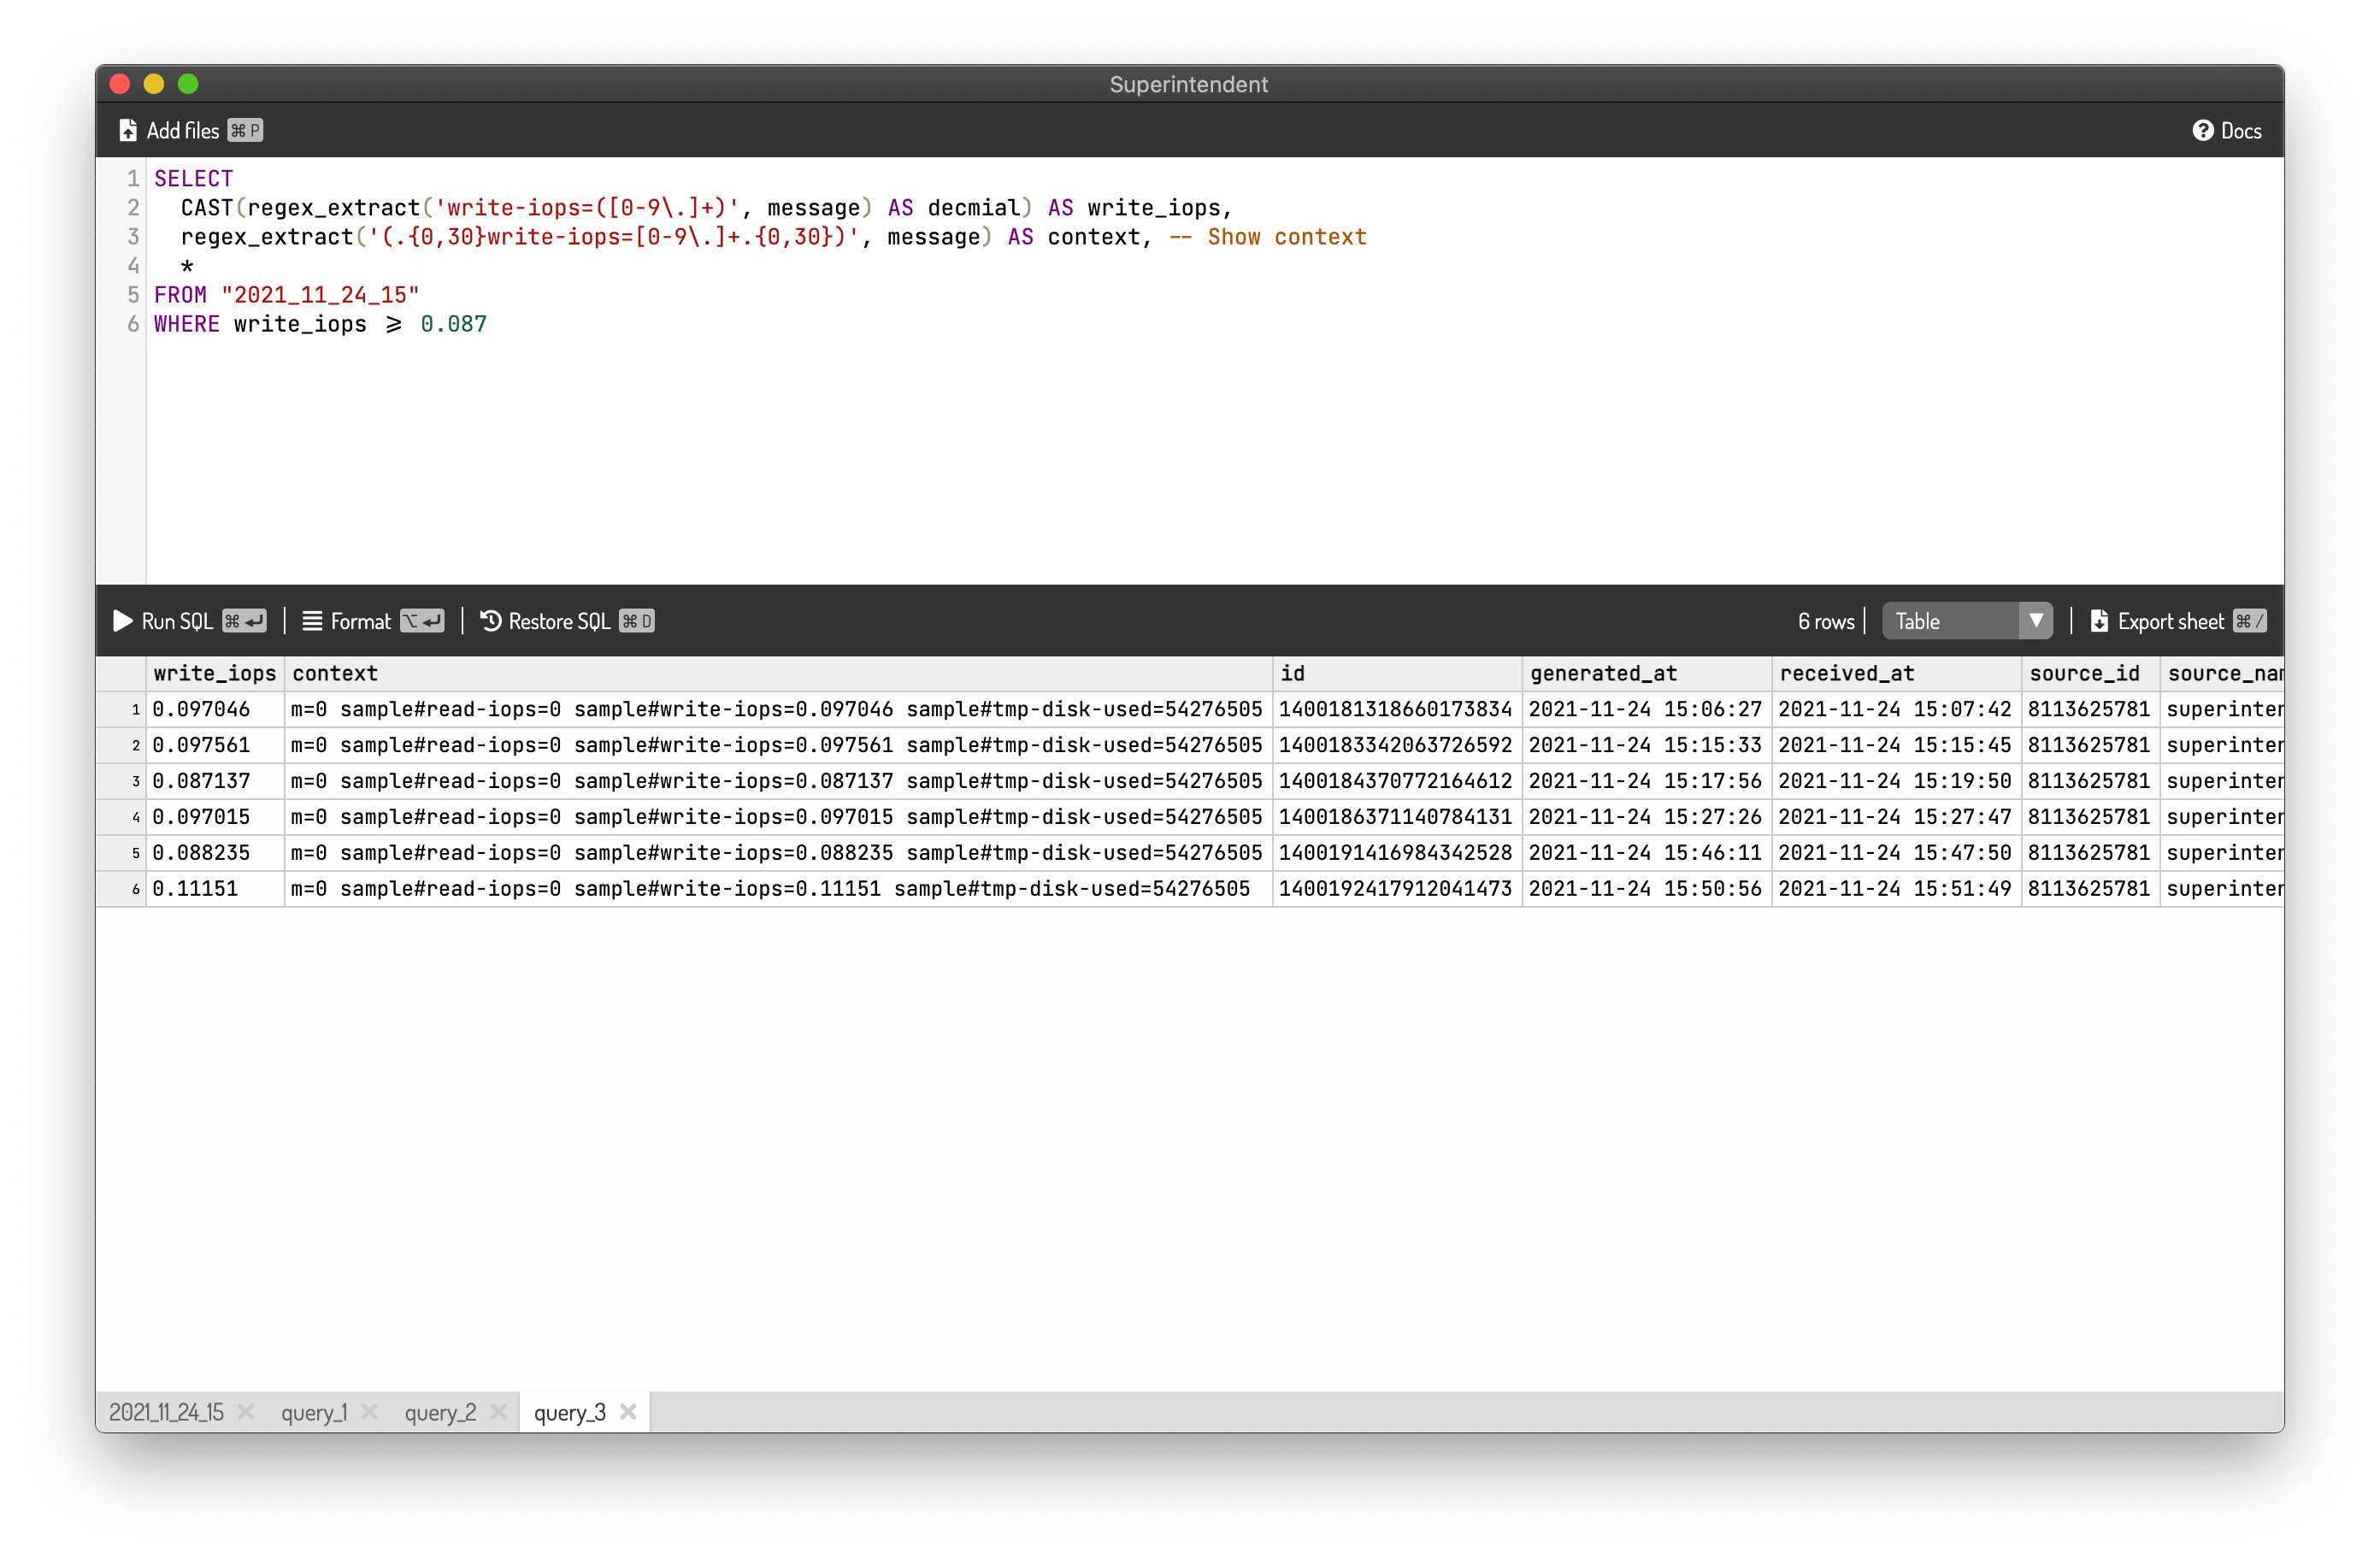 Superintendent
Add files ⌘ P
Docs
1 SELECT
2   CAST(regex_extract('write-iops=([0-9\.]+)', message) AS decmial) AS write_iops,
3   regex_extract('(.{0,30}write-iops=[0-9\.]+.{0,30})', message) AS context, -- Show context
4   *
5 FROM "2021_11_24_15"
6 WHERE write_iops ⩾ 0.087
Run SQL ⌘ ↵ | Format ⌥ ↵ | Restore SQL ⌘ D
6 rows | Table ▼ | Export sheet ⌘ /
write_iops context id generated_at received_at source_id source_nam
1 0.097046 m=0 sample#read-iops=0 sample#write-iops=0.097046 sample#tmp-disk-used=54276505 1400181318660173834 2021-11-24 15:06:27 2021-11-24 15:07:42 8113625781 superinten
2 0.097561 m=0 sample#read-iops=0 sample#write-iops=0.097561 sample#tmp-disk-used=54276505 1400183342063726592 2021-11-24 15:15:33 2021-11-24 15:15:45 8113625781 superinten
3 0.087137 m=0 sample#read-iops=0 sample#write-iops=0.087137 sample#tmp-disk-used=54276505 1400184370772164612 2021-11-24 15:17:56 2021-11-24 15:19:50 8113625781 superinten
4 0.097015 m=0 sample#read-iops=0 sample#write-iops=0.097015 sample#tmp-disk-used=54276505 1400186371140784131 2021-11-24 15:27:26 2021-11-24 15:27:47 8113625781 superinten
5 0.088235 m=0 sample#read-iops=0 sample#write-iops=0.088235 sample#tmp-disk-used=54276505 1400191416984342528 2021-11-24 15:46:11 2021-11-24 15:47:50 8113625781 superinten
6 0.11151 m=0 sample#read-iops=0 sample#write-iops=0.11151 sample#tmp-disk-used=54276505 1400192417912041473 2021-11-24 15:50:56 2021-11-24 15:51:49 8113625781 superinten
2021_11_24_15 query_1 query_2 query_3